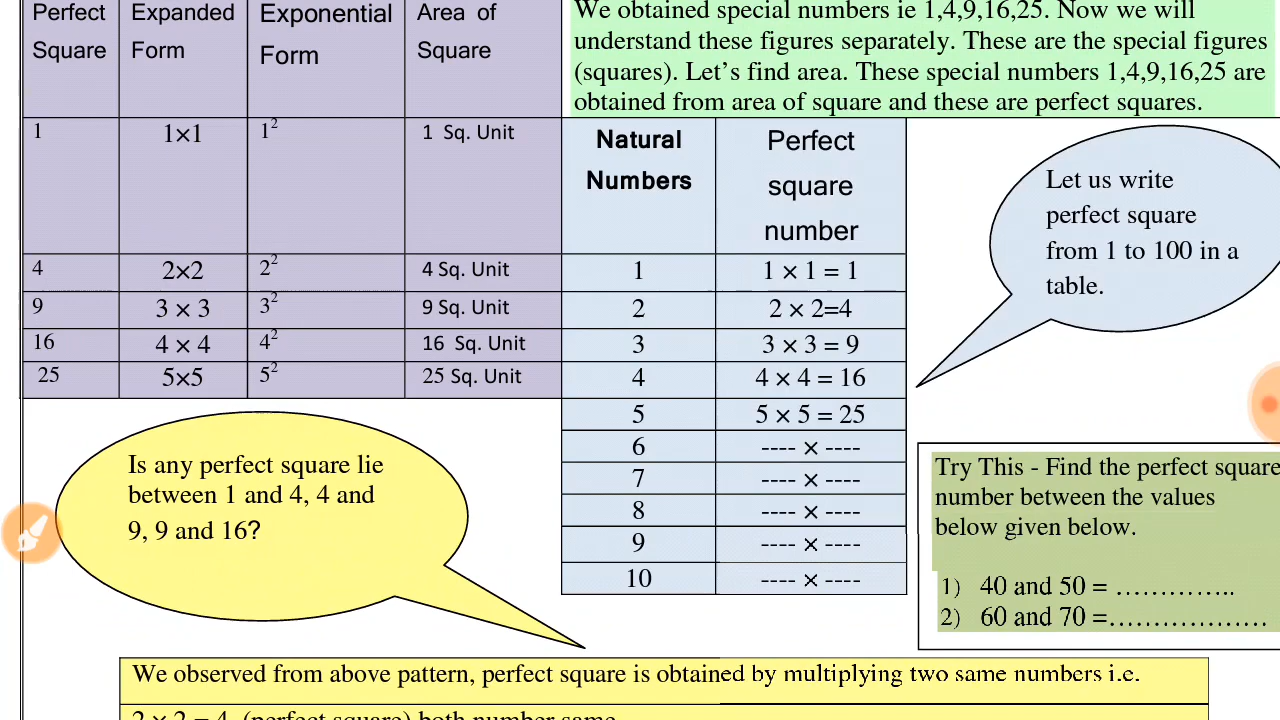 Perfect Square | Expanded Form | Exponential Form | Area of Square
1 | 1×1 | 1² | 1 Sq. Unit
4 | 2×2 | 2² | 4 Sq. Unit
9 | 3 × 3 | 3² | 9 Sq. Unit
16 | 4 × 4 | 4² | 16 Sq. Unit
25 | 5×5 | 5² | 25 Sq. Unit
We obtained special numbers ie 1,4,9,16,25. Now we will
understand these figures separately. These are the special figures
(squares). Let’s find area. These special numbers 1,4,9,16,25 are
obtained from area of square and these are perfect squares.
Natural Numbers | Perfect square number
1 | 1 × 1 = 1
2 | 2 × 2=4
3 | 3 × 3 = 9
4 | 4 × 4 = 16
5 | 5 × 5 = 25
6 | ---- × ----
7 | ---- × ----
8 | ---- × ----
9 | ---- × ----
10 | ---- × ----
Let us write
perfect square
from 1 to 100 in a
table.
Is any perfect square lie
between 1 and 4, 4 and
9, 9 and 16?
Try This - Find the perfect square
number between the values
below given below.
1) 40 and 50 = …………..
2) 60 and 70 =………………
We observed from above pattern, perfect square is obtained by multiplying two same numbers i.e.
2 × 2 = 4 (perfect square) both number same